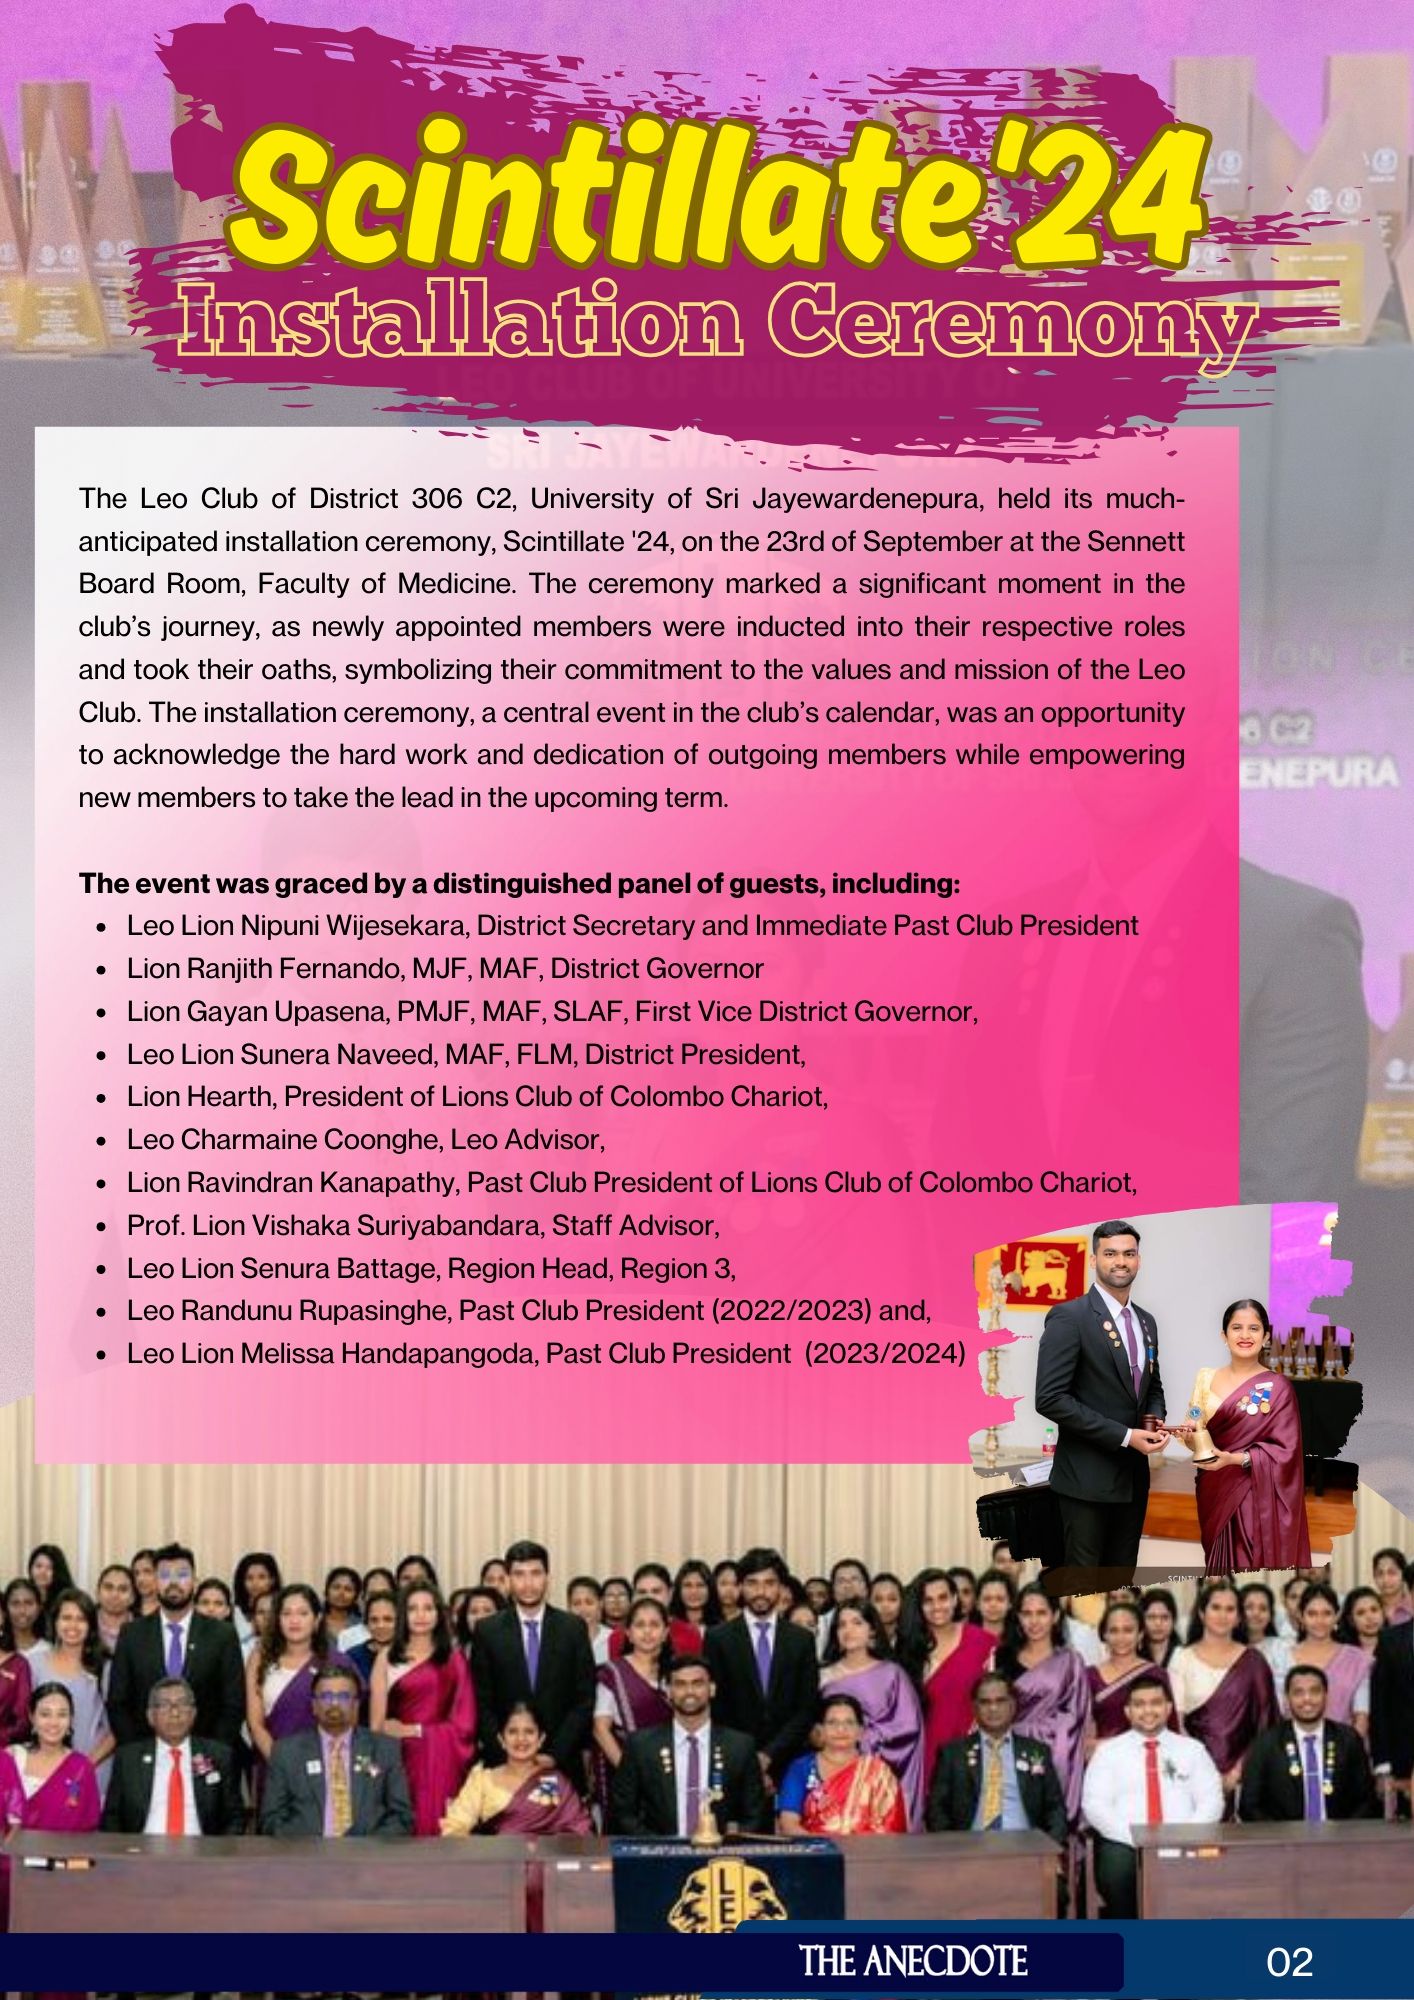 Scintillate'24
Installation Ceremony
LEO CLUB OF UNIVERSITY OF
SRI JAYEWARDENEPURA
The Leo Club of District 306 C2, University of Sri Jayewardenepura, held its much-
anticipated installation ceremony, Scintillate '24, on the 23rd of September at the Sennett
Board Room, Faculty of Medicine. The ceremony marked a significant moment in the
club’s journey, as newly appointed members were inducted into their respective roles
and took their oaths, symbolizing their commitment to the values and mission of the Leo
Club. The installation ceremony, a central event in the club’s calendar, was an opportunity
to acknowledge the hard work and dedication of outgoing members while empowering
new members to take the lead in the upcoming term.
6 C2
DENEPURA
The event was graced by a distinguished panel of guests, including:
• Leo Lion Nipuni Wijesekara, District Secretary and Immediate Past Club President
• Lion Ranjith Fernando, MJF, MAF, District Governor
• Lion Gayan Upasena, PMJF, MAF, SLAF, First Vice District Governor,
• Leo Lion Sunera Naveed, MAF, FLM, District President,
• Lion Hearth, President of Lions Club of Colombo Chariot,
• Leo Charmaine Coonghe, Leo Advisor,
• Lion Ravindran Kanapathy, Past Club President of Lions Club of Colombo Chariot,
• Prof. Lion Vishaka Suriyabandara, Staff Advisor,
• Leo Lion Senura Battage, Region Head, Region 3,
• Leo Randunu Rupasinghe, Past Club President (2022/2023) and,
• Leo Lion Melissa Handapangoda, Past Club President  (2023/2024)
THE ANECDOTE
02